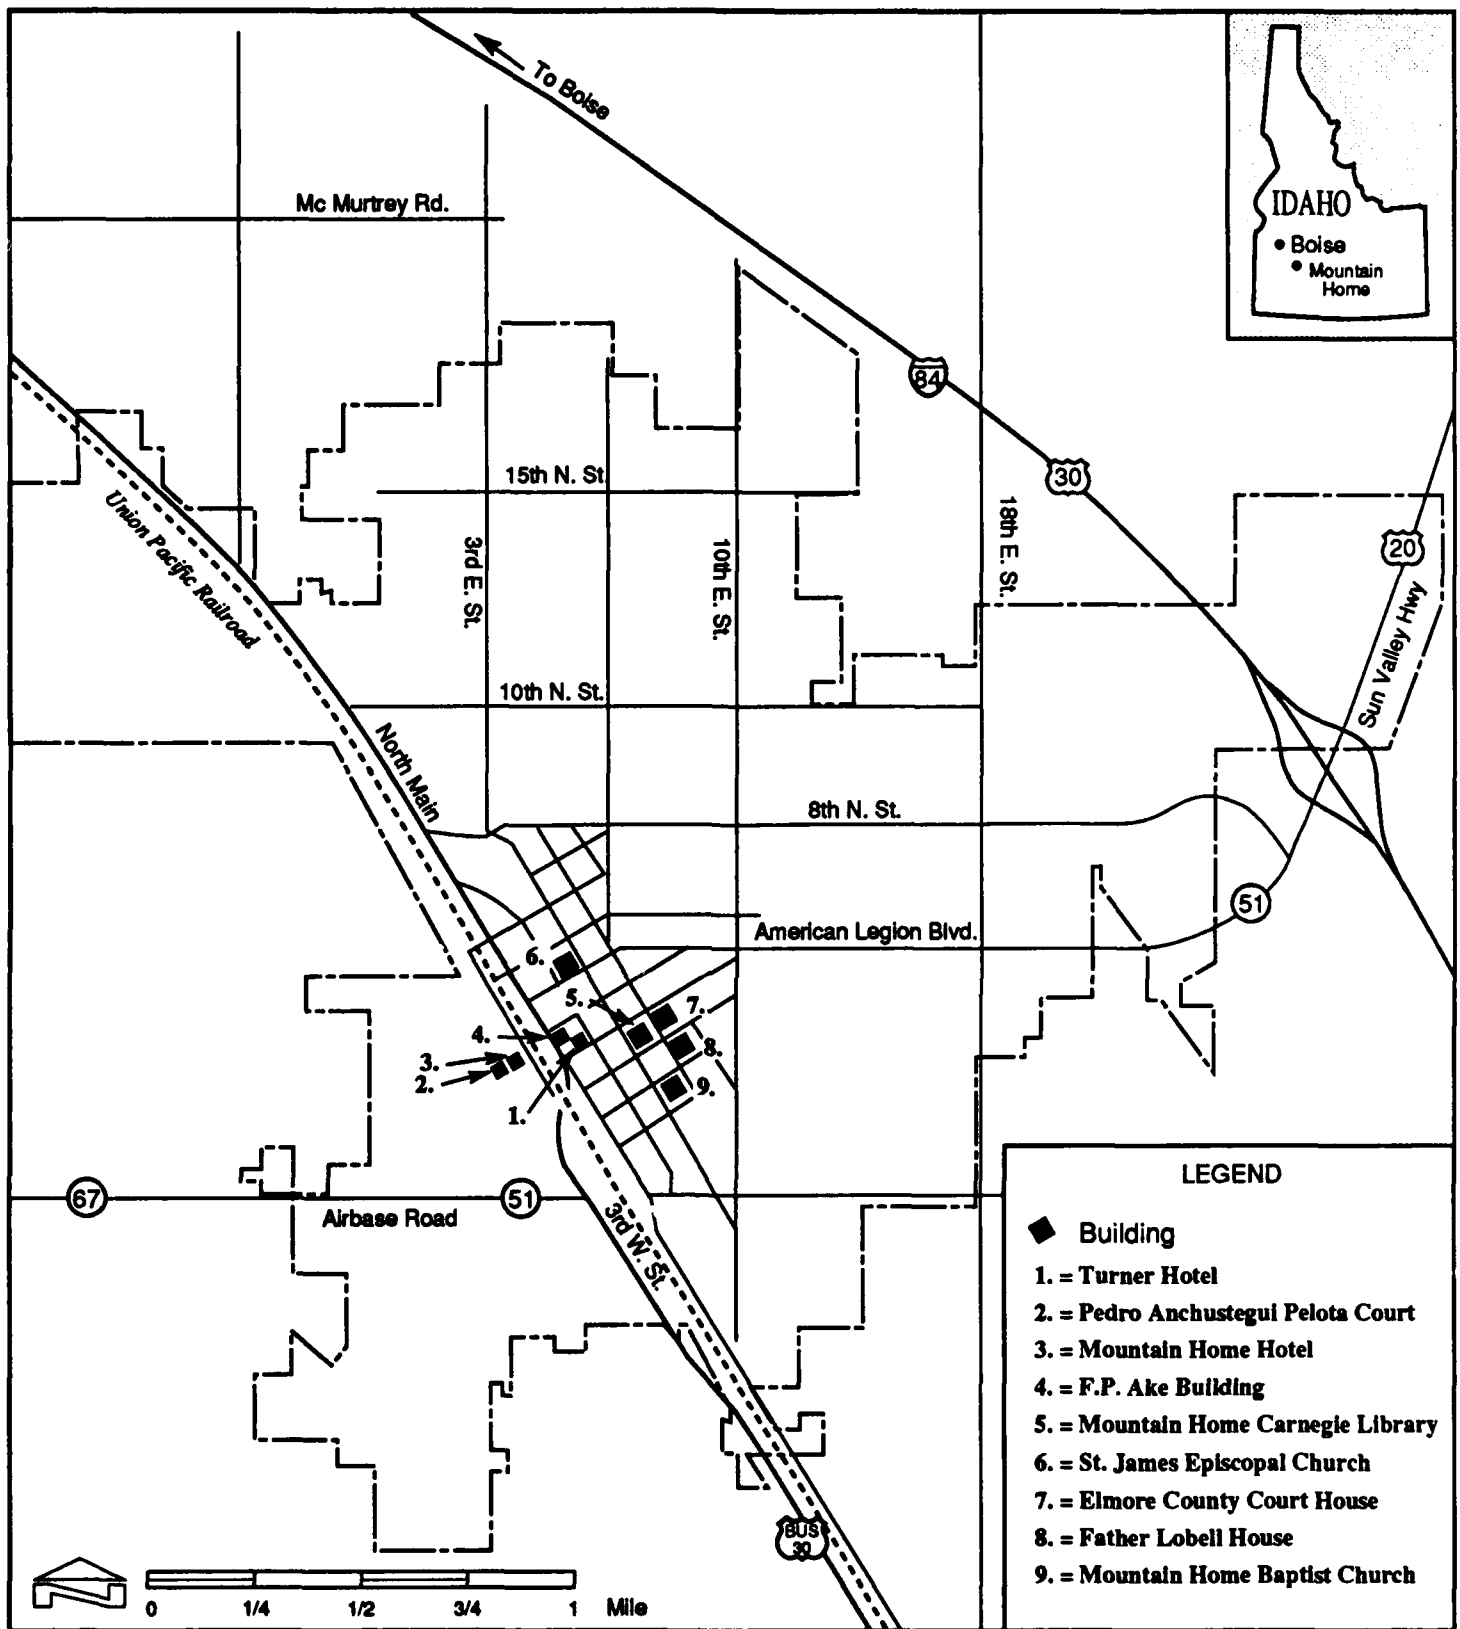 To Boise
IDAHO
Boise
Mountain
Home
Mc Murtrey Rd.
84
30
20
Sun Valley Hwy
15th N. St.
Union Pacific Railroad
3rd E. St.
10th E. St.
18th E. St.
10th N. St.
North Main
8th N. St.
51
American Legion Blvd.
6.
5.
7.
4.
8.
3.
2.
9.
1.
67
51
Airbase Road
3rd W. St.
BUS
30
LEGEND
Building
1. = Turner Hotel
2. = Pedro Anchustegui Pelota Court
3. = Mountain Home Hotel
4. = F.P. Ake Building
5. = Mountain Home Carnegie Library
6. = St. James Episcopal Church
7. = Elmore County Court House
8. = Father Lobell House
9. = Mountain Home Baptist Church
N
0 1/4 1/2 3/4 1 Mile